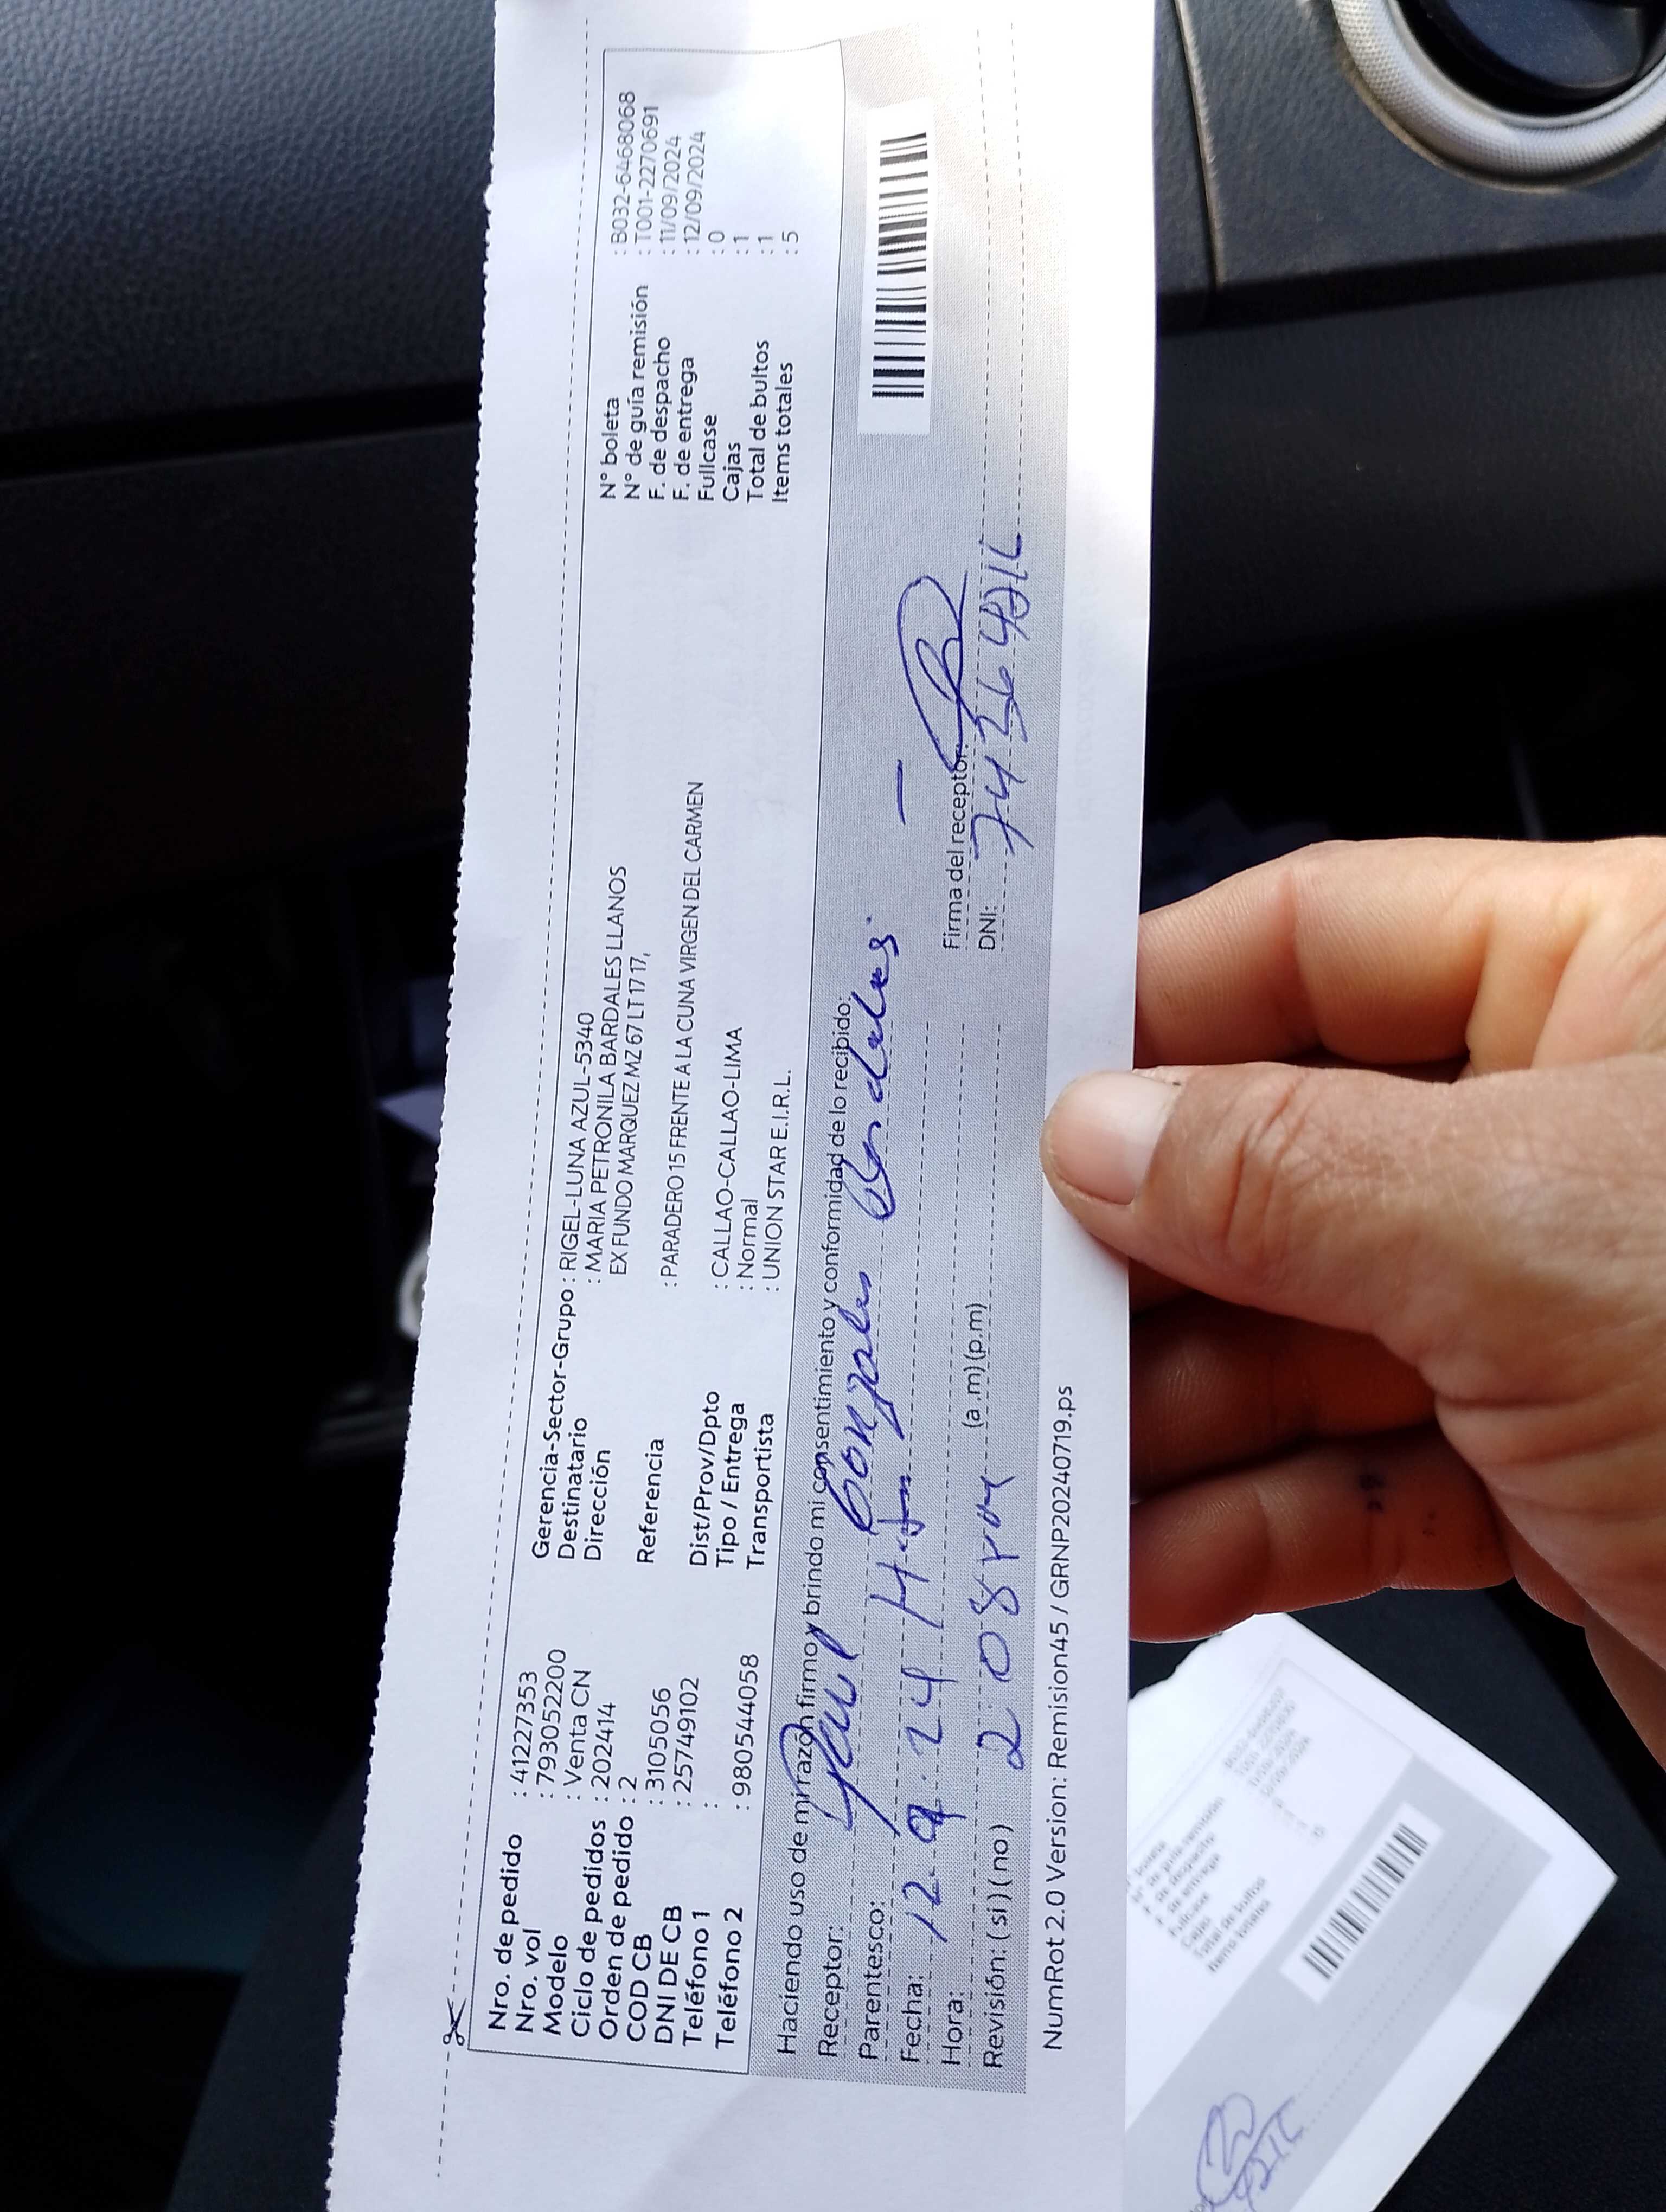 Nro. de pedido : 41227353
Nro. vol : 793052200
Modelo : Venta CN
Ciclo de pedidos : 202414
Orden de pedido : 2
COD CB : 3105056
DNI DE CB : 25749102
Teléfono 1 :
Teléfono 2 : 980544058
Gerencia-Sector-Grupo : RIGEL-LUNA AZUL-5340
Destinatario : MARIA PETRONILA BARDALES LLANOS
Dirección EX FUNDO MARQUEZ MZ 67 LT 17 17,
Referencia : PARADERO 15 FRENTE A LA CUNA VIRGEN DEL CARMEN
Dist/Prov/Dpto : CALLAO-CALLAO-LIMA
Tipo / Entrega : Normal
Transportista : UNION STAR E.I.R.L.
N° boleta : B032-6468068
N° de guía remisión : T001-22706​91
F. de despacho : 11/09/2024
F. de entrega : 12/09/2024
Fullcase : 0
Cajas : 1
Total de bultos : 1
Items totales : 5
Haciendo uso de mi razón firmo y brindo mi consentimiento y conformidad de lo recibido:
Receptor: Gonzales
Parentesco:
Fecha: 12.9.24
Hora: 2 08 pm (a .m) (p.m)
Revisión: ( si ) ( no )
Firma del receptor:
DNI:
NumRot 2.0 Version: Remision45 / GRNP20240719.ps